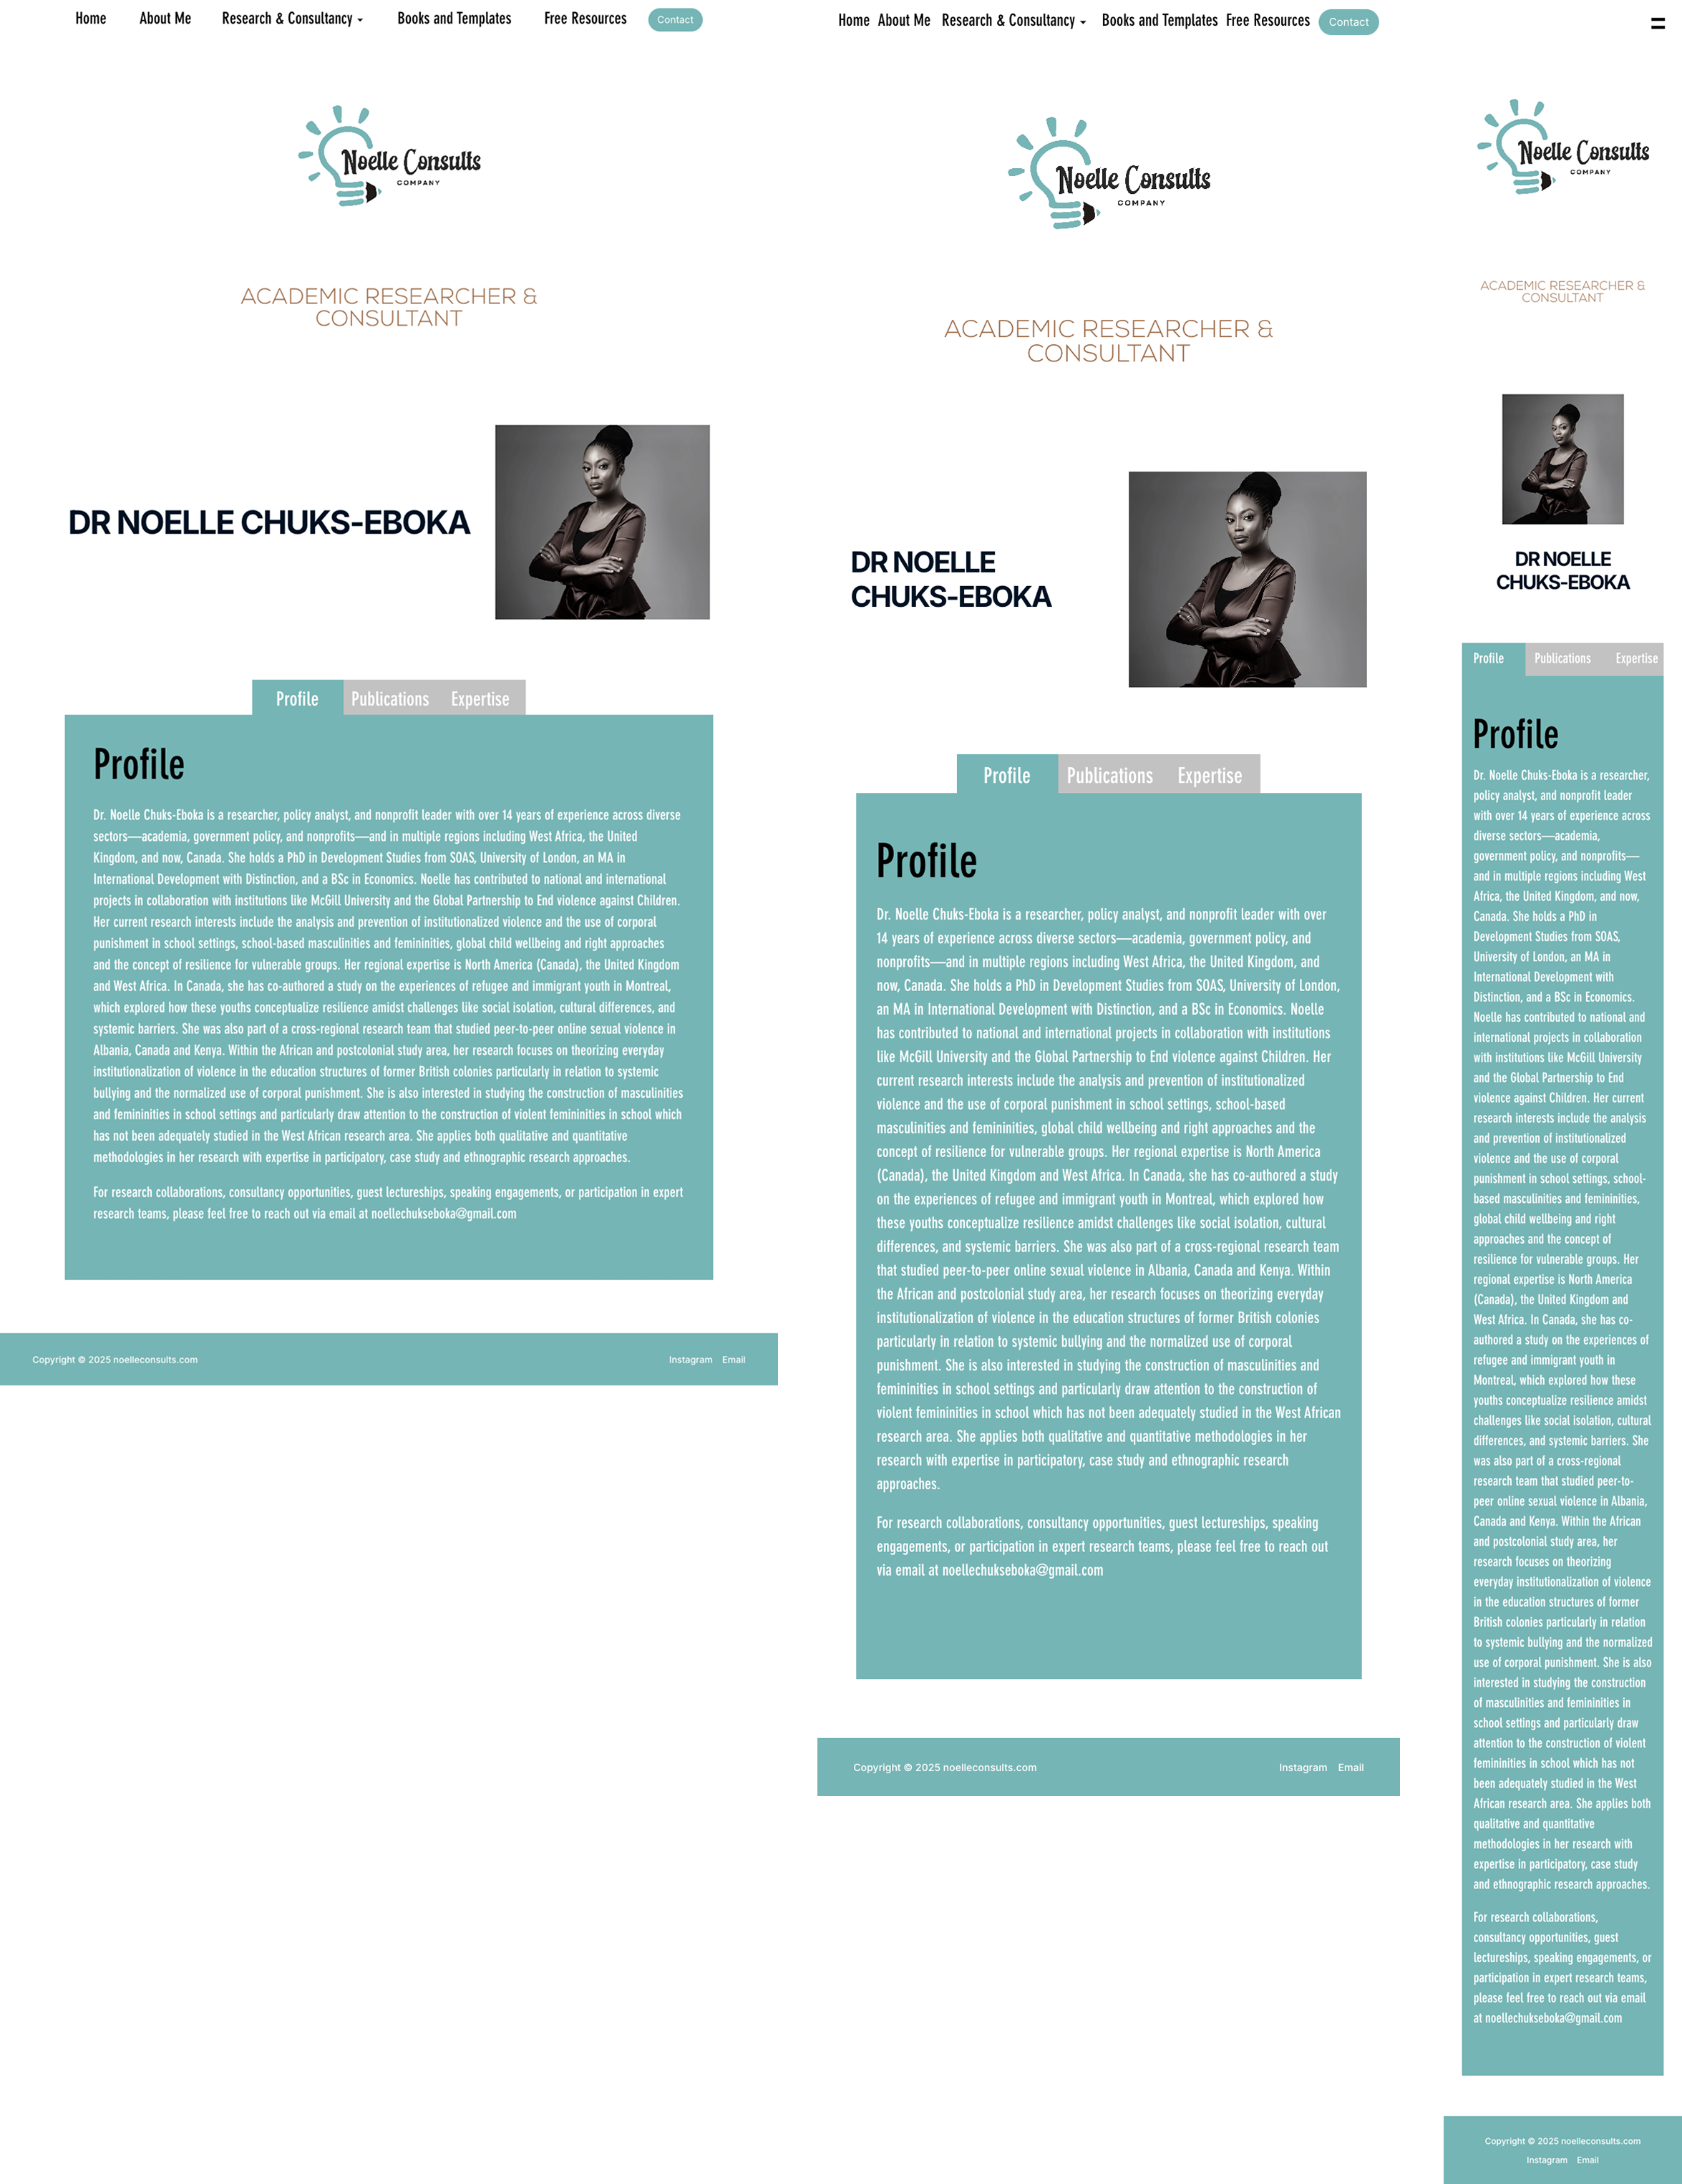 Home About Me Research & Consultancy Books and Templates Free Resources Contact
Noelle Consults
COMPANY
ACADEMIC RESEARCHER &
CONSULTANT
DR NOELLE CHUKS-EBOKA
Profile Publications Expertise
Profile
Dr. Noelle Chuks-Eboka is a researcher, policy analyst, and nonprofit leader with over 14 years of experience across diverse
sectors—academia, government policy, and nonprofits—and in multiple regions including West Africa, the United
Kingdom, and now, Canada. She holds a PhD in Development Studies from SOAS, University of London, an MA in
International Development with Distinction, and a BSc in Economics. Noelle has contributed to national and international
projects in collaboration with institutions like McGill University and the Global Partnership to End violence against Children.
Her current research interests include the analysis and prevention of institutionalized violence and the use of corporal
punishment in school settings, school-based masculinities and femininities, global child wellbeing and right approaches
and the concept of resilience for vulnerable groups. Her regional expertise is North America (Canada), the United Kingdom
and West Africa. In Canada, she has co-authored a study on the experiences of refugee and immigrant youth in Montreal,
which explored how these youths conceptualize resilience amidst challenges like social isolation, cultural differences, and
systemic barriers. She was also part of a cross-regional research team that studied peer-to-peer online sexual violence in
Albania, Canada and Kenya. Within the African and postcolonial study area, her research focuses on theorizing everyday
institutionalization of violence in the education structures of former British colonies particularly in relation to systemic
bullying and the normalized use of corporal punishment. She is also interested in studying the construction of masculinities
and femininities in school settings and particularly draw attention to the construction of violent femininities in school which
has not been adequately studied in the West African research area. She applies both qualitative and quantitative
methodologies in her research with expertise in participatory, case study and ethnographic research approaches.
For research collaborations, consultancy opportunities, guest lectureships, speaking engagements, or participation in expert
research teams, please feel free to reach out via email at noellechukseboka@gmail.com
Copyright © 2025 noelleconsults.com Instagram Email
Home About Me Research & Consultancy Books and Templates Free Resources Contact
Noelle Consults
COMPANY
ACADEMIC RESEARCHER &
CONSULTANT
DR NOELLE
CHUKS-EBOKA
Profile Publications Expertise
Profile
Dr. Noelle Chuks-Eboka is a researcher, policy analyst, and nonprofit leader with over
14 years of experience across diverse sectors—academia, government policy, and
nonprofits—and in multiple regions including West Africa, the United Kingdom, and
now, Canada. She holds a PhD in Development Studies from SOAS, University of London,
an MA in International Development with Distinction, and a BSc in Economics. Noelle
has contributed to national and international projects in collaboration with institutions
like McGill University and the Global Partnership to End violence against Children. Her
current research interests include the analysis and prevention of institutionalized
violence and the use of corporal punishment in school settings, school-based
masculinities and femininities, global child wellbeing and right approaches and the
concept of resilience for vulnerable groups. Her regional expertise is North America
(Canada), the United Kingdom and West Africa. In Canada, she has co-authored a study
on the experiences of refugee and immigrant youth in Montreal, which explored how
these youths conceptualize resilience amidst challenges like social isolation, cultural
differences, and systemic barriers. She was also part of a cross-regional research team
that studied peer-to-peer online sexual violence in Albania, Canada and Kenya. Within
the African and postcolonial study area, her research focuses on theorizing everyday
institutionalization of violence in the education structures of former British colonies
particularly in relation to systemic bullying and the normalized use of corporal
punishment. She is also interested in studying the construction of masculinities and
femininities in school settings and particularly draw attention to the construction of
violent femininities in school which has not been adequately studied in the West African
research area. She applies both qualitative and quantitative methodologies in her
research with expertise in participatory, case study and ethnographic research
approaches.
For research collaborations, consultancy opportunities, guest lectureships, speaking
engagements, or participation in expert research teams, please feel free to reach out
via email at noellechukseboka@gmail.com
Copyright © 2025 noelleconsults.com Instagram Email
Noelle Consults
COMPANY
ACADEMIC RESEARCHER &
CONSULTANT
DR NOELLE
CHUKS-EBOKA
Profile Publications Expertise
Profile
Dr. Noelle Chuks-Eboka is a researcher,
policy analyst, and nonprofit leader
with over 14 years of experience across
diverse sectors—academia,
government policy, and nonprofits—
and in multiple regions including West
Africa, the United Kingdom, and now,
Canada. She holds a PhD in
Development Studies from SOAS,
University of London, an MA in
International Development with
Distinction, and a BSc in Economics.
Noelle has contributed to national and
international projects in collaboration
with institutions like McGill University
and the Global Partnership to End
violence against Children. Her current
research interests include the analysis
and prevention of institutionalized
violence and the use of corporal
punishment in school settings, school-
based masculinities and femininities,
global child wellbeing and right
approaches and the concept of
resilience for vulnerable groups. Her
regional expertise is North America
(Canada), the United Kingdom and
West Africa. In Canada, she has co-
authored a study on the experiences of
refugee and immigrant youth in
Montreal, which explored how these
youths conceptualize resilience amidst
challenges like social isolation, cultural
differences, and systemic barriers. She
was also part of a cross-regional
research team that studied peer-to-
peer online sexual violence in Albania,
Canada and Kenya. Within the African
and postcolonial study area, her
research focuses on theorizing
everyday institutionalization of violence
in the education structures of former
British colonies particularly in relation
to systemic bullying and the normalized
use of corporal punishment. She is also
interested in studying the construction
of masculinities and femininities in
school settings and particularly draw
attention to the construction of violent
femininities in school which has not
been adequately studied in the West
African research area. She applies both
qualitative and quantitative
methodologies in her research with
expertise in participatory, case study
and ethnographic research approaches.
For research collaborations,
consultancy opportunities, guest
lectureships, speaking engagements, or
participation in expert research teams,
please feel free to reach out via email
at noellechukseboka@gmail.com
Copyright © 2025 noelleconsults.com
Instagram Email